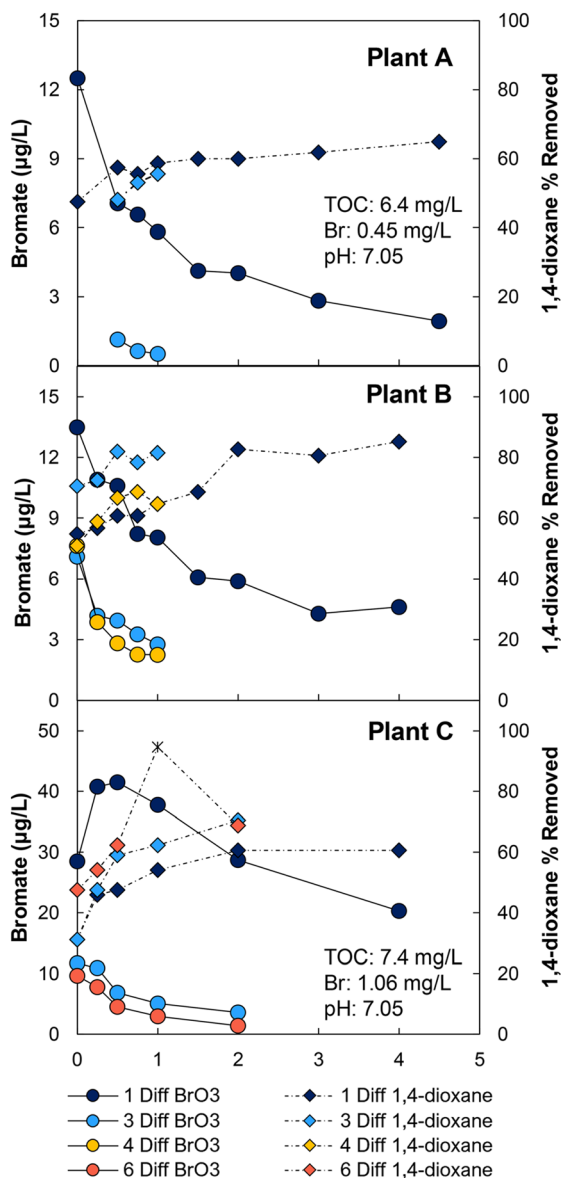 15
12
9
6
3
0
Bromate (µg/L)
Plant A
TOC: 6.4 mg/L
Br: 0.45 mg/L
pH: 7.05
100
80
60
40
20
0
1,4-dioxane % Removed
15
12
9
6
3
0
Bromate (µg/L)
Plant B
100
80
60
40
20
0
1,4-dioxane % Removed
50
40
30
20
10
0
Bromate (µg/L)
Plant C
TOC: 7.4 mg/L
Br: 1.06 mg/L
pH: 7.05
100
80
60
40
20
0
1,4-dioxane % Removed
0 1 2 3 4 5
1 Diff BrO3 1 Diff 1,4-dioxane
3 Diff BrO3 3 Diff 1,4-dioxane
4 Diff BrO3 4 Diff 1,4-dioxane
6 Diff BrO3 6 Diff 1,4-dioxane